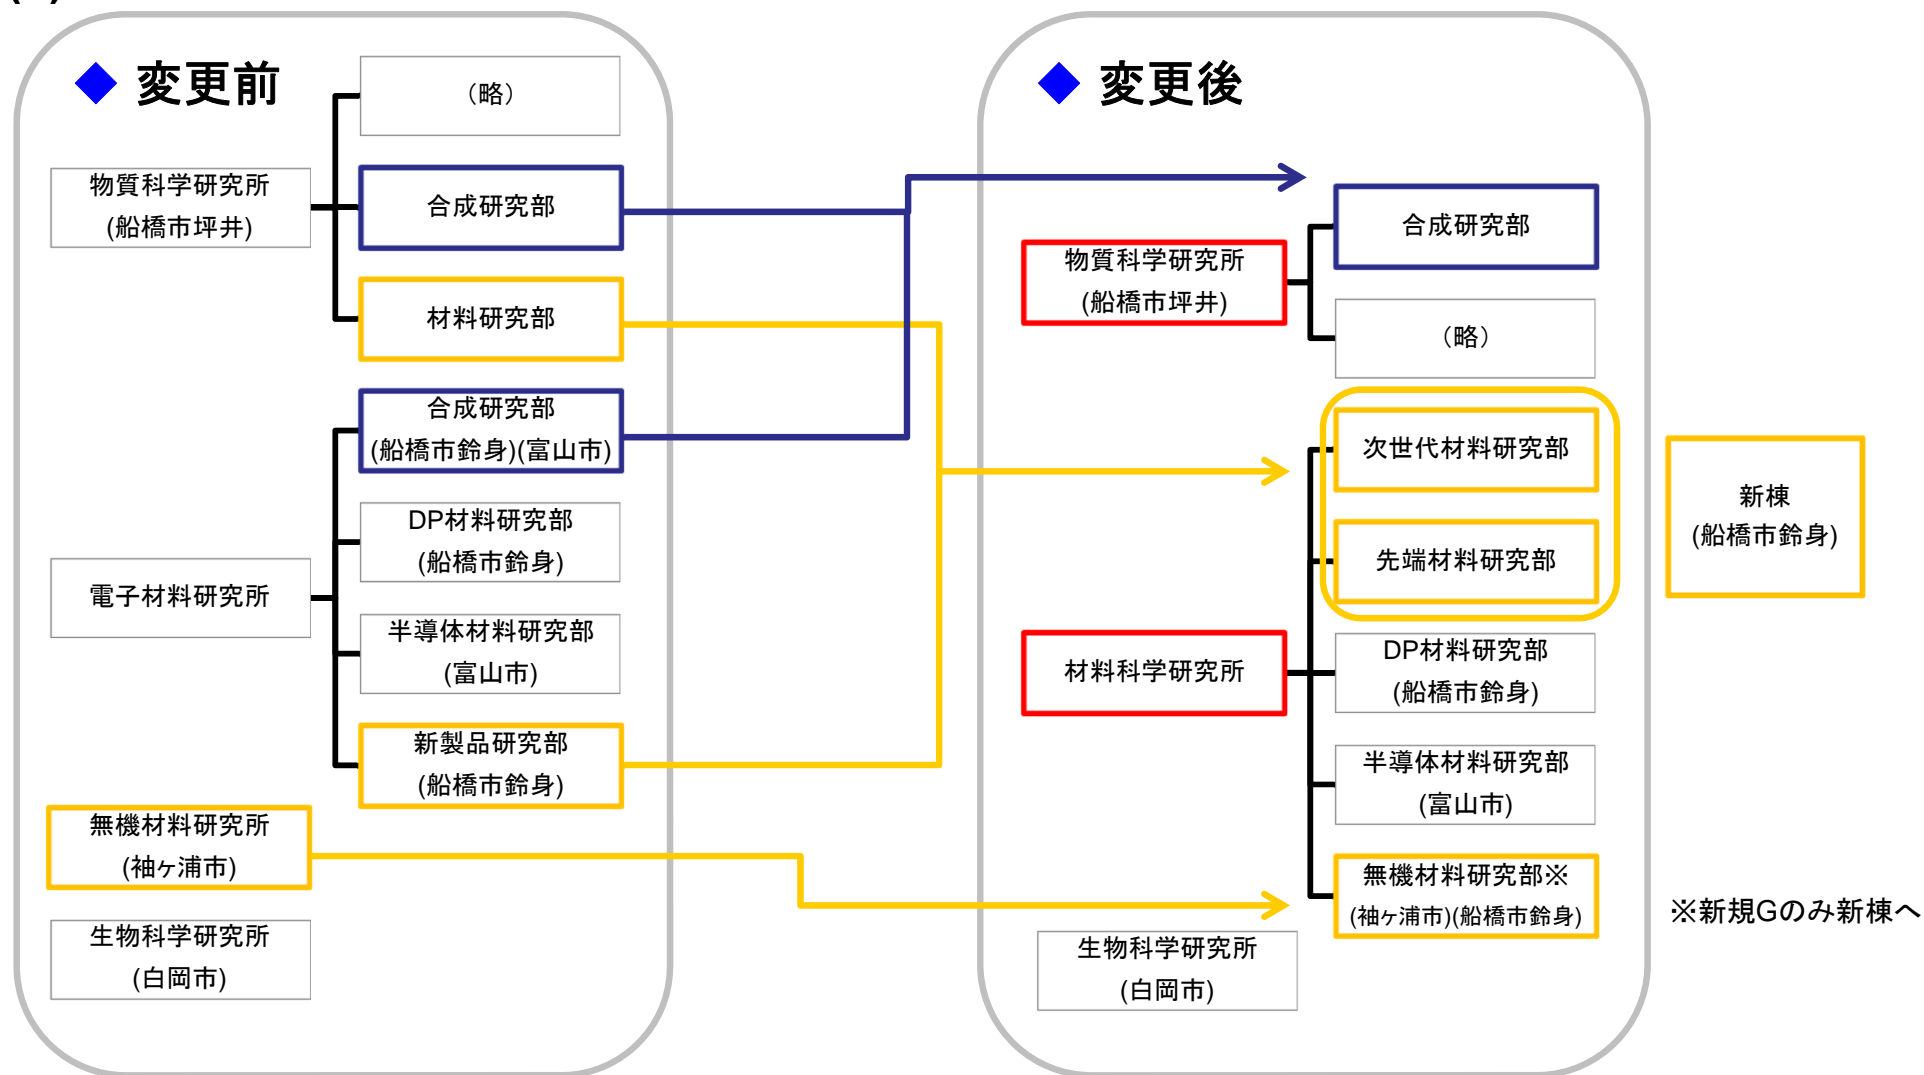 ◆ 変更前
（略）
物質科学研究所
(船橋市坪井)
合成研究部
材料研究部
合成研究部
(船橋市鈴身)(富山市)
DP材料研究部
(船橋市鈴身)
電子材料研究所
半導体材料研究部
(富山市)
新製品研究部
(船橋市鈴身)
無機材料研究所
(袖ヶ浦市)
生物科学研究所
(白岡市)
◆ 変更後
合成研究部
物質科学研究所
(船橋市坪井)
（略）
次世代材料研究部
先端材料研究部
新棟
(船橋市鈴身)
材料科学研究所
DP材料研究部
(船橋市鈴身)
半導体材料研究部
(富山市)
無機材料研究部※
(袖ヶ浦市)(船橋市鈴身)
※新規Gのみ新棟へ
生物科学研究所
(白岡市)